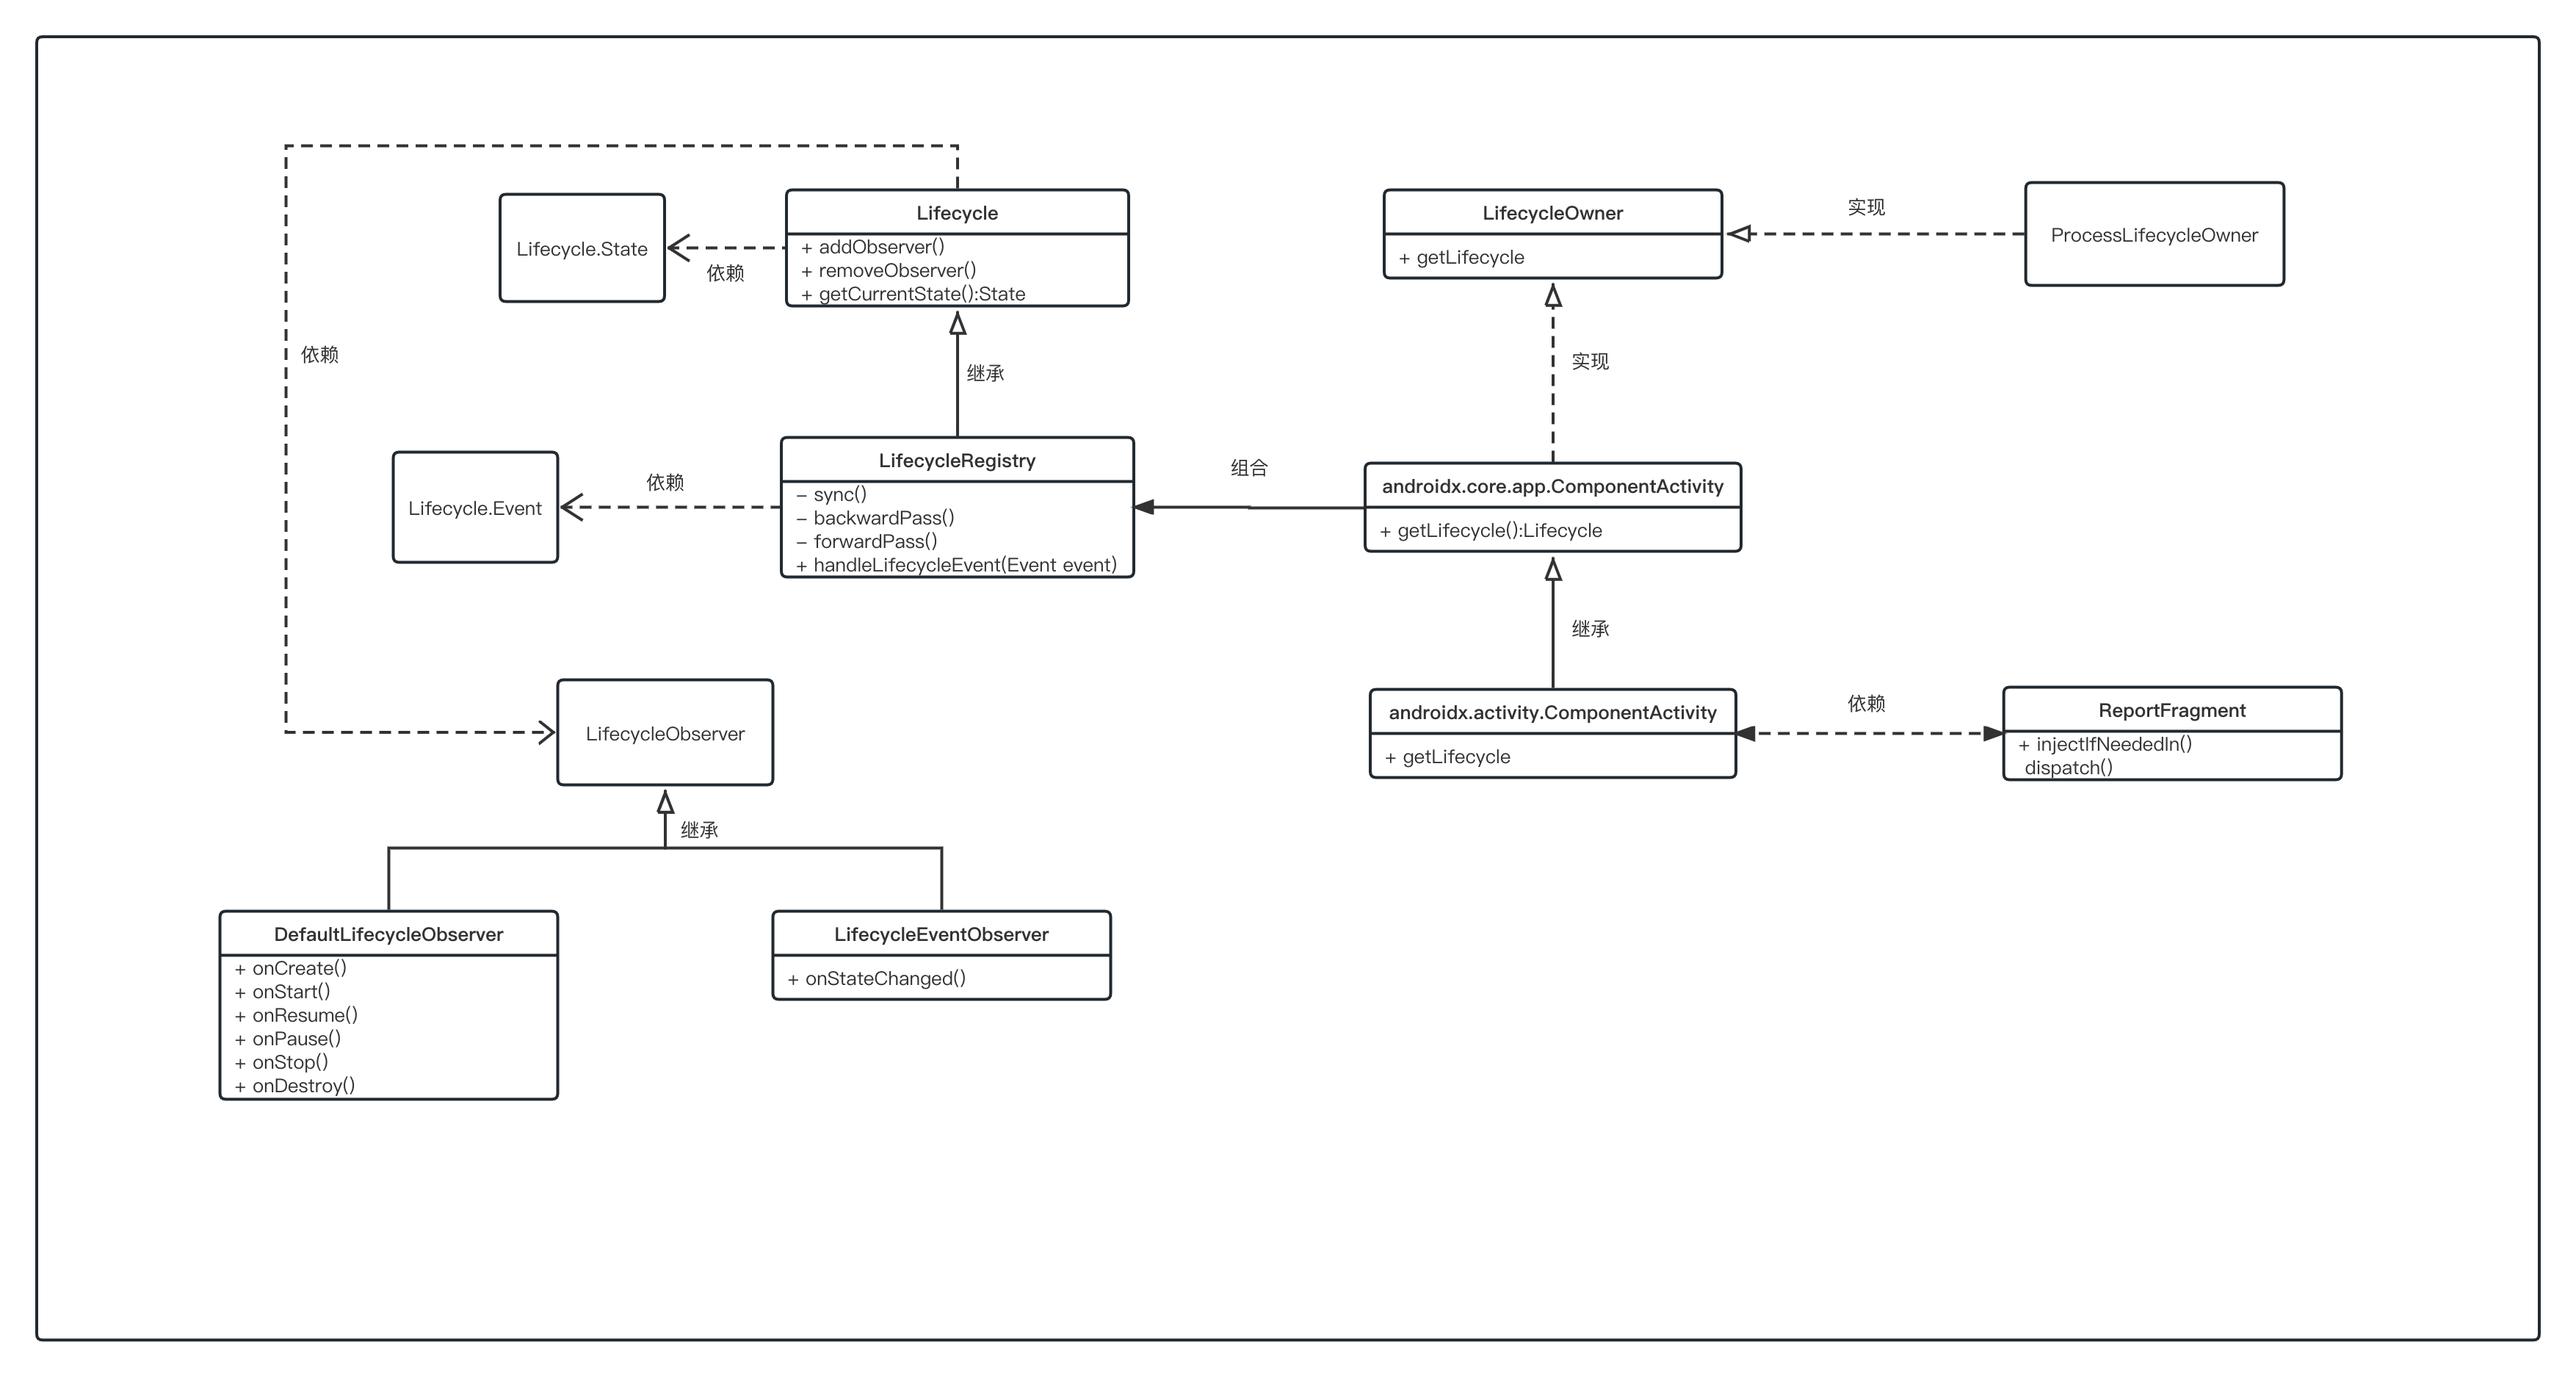 Lifecycle
+ addObserver()
+ removeObserver()
+ getCurrentState():State
Lifecycle.State
依赖
依赖
继承
LifecycleOwner
+ getLifecycle
实现
ProcessLifecycleOwner
实现
LifecycleRegistry
– sync()
– backwardPass()
– forwardPass()
+ handleLifecycleEvent(Event event)
依赖
Lifecycle.Event
组合
androidx.core.app.ComponentActivity
+ getLifecycle():Lifecycle
继承
androidx.activity.ComponentActivity
+ getLifecycle
依赖
ReportFragment
+ injectIfNeededIn()
dispatch()
LifecycleObserver
继承
DefaultLifecycleObserver
+ onCreate()
+ onStart()
+ onResume()
+ onPause()
+ onStop()
+ onDestroy()
LifecycleEventObserver
+ onStateChanged()